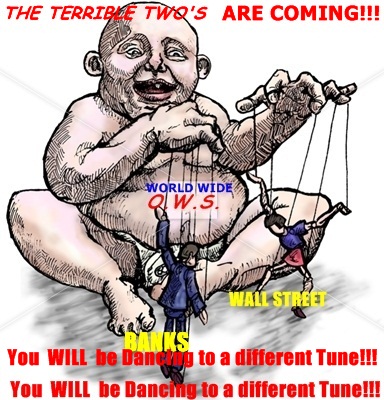 THE TERRIBLE TWO'S ARE COMING!!!
WORLD WIDE
O.W.S.
WALL STREET
BANKS
You WILL be Dancing to a different Tune!!!
You WILL be Dancing to a different Tune!!!